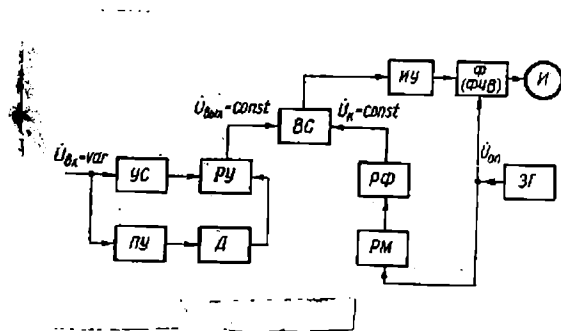 ИУ
Ф
(ФЧВ)
И
U̇вых=const
ВС
U̇к=const
U̇вх=var
УС
РУ
РФ
U̇оп
ЗГ
ПУ
Д
РМ